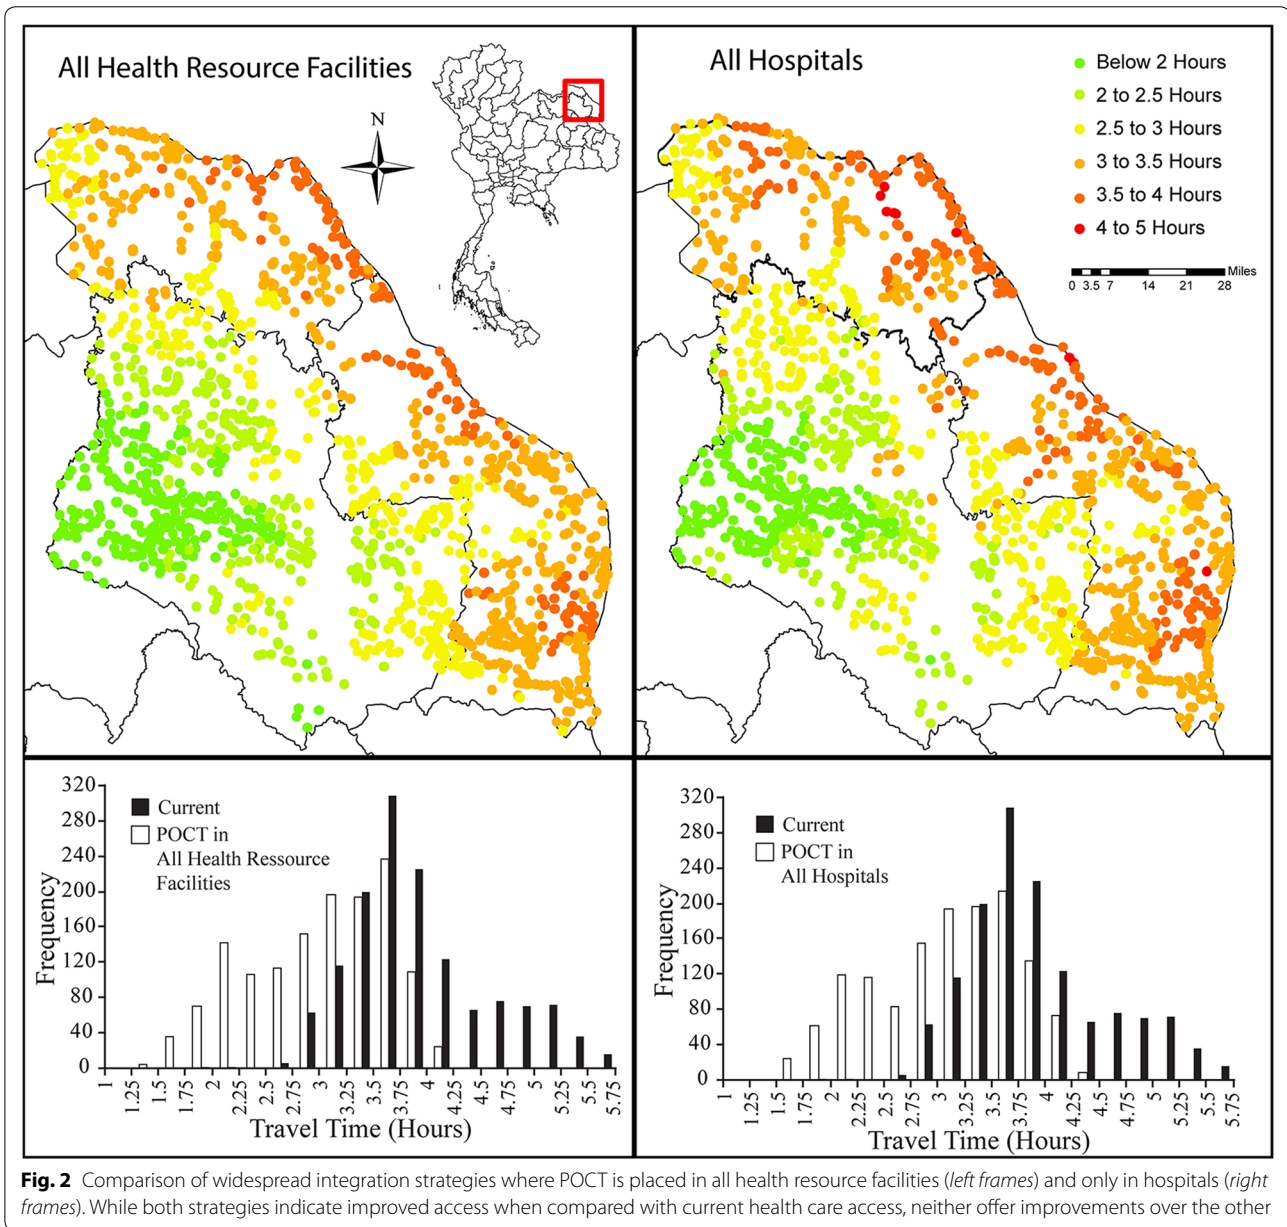 All Health Resource Facilities
N
All Hospitals
Below 2 Hours
2 to 2.5 Hours
2.5 to 3 Hours
3 to 3.5 Hours
3.5 to 4 Hours
4 to 5 Hours
Miles
0 3.5 7 14 21 28
320
280
240
200
160
120
80
40
0
Frequency
Current
POCT in
All Health Ressource
Facilities
1 1.25 1.5 1.75 2 2.25 2.5 2.75 3 3.25 3.5 3.75 4 4.25 4.5 4.75 5 5.25 5.5 5.75
Travel Time (Hours)
320
280
240
200
160
120
80
40
0
Frequency
Current
POCT in
All Hospitals
1 1.25 1.5 1.75 2 2.25 2.5 2.75 3 3.25 3.5 3.75 4 4.25 4.5 4.75 5 5.25 5.5 5.75
Travel Time (Hours)
Fig. 2 Comparison of widespread integration strategies where POCT is placed in all health resource facilities (left frames) and only in hospitals (right
frames). While both strategies indicate improved access when compared with current health care access, neither offer improvements over the other